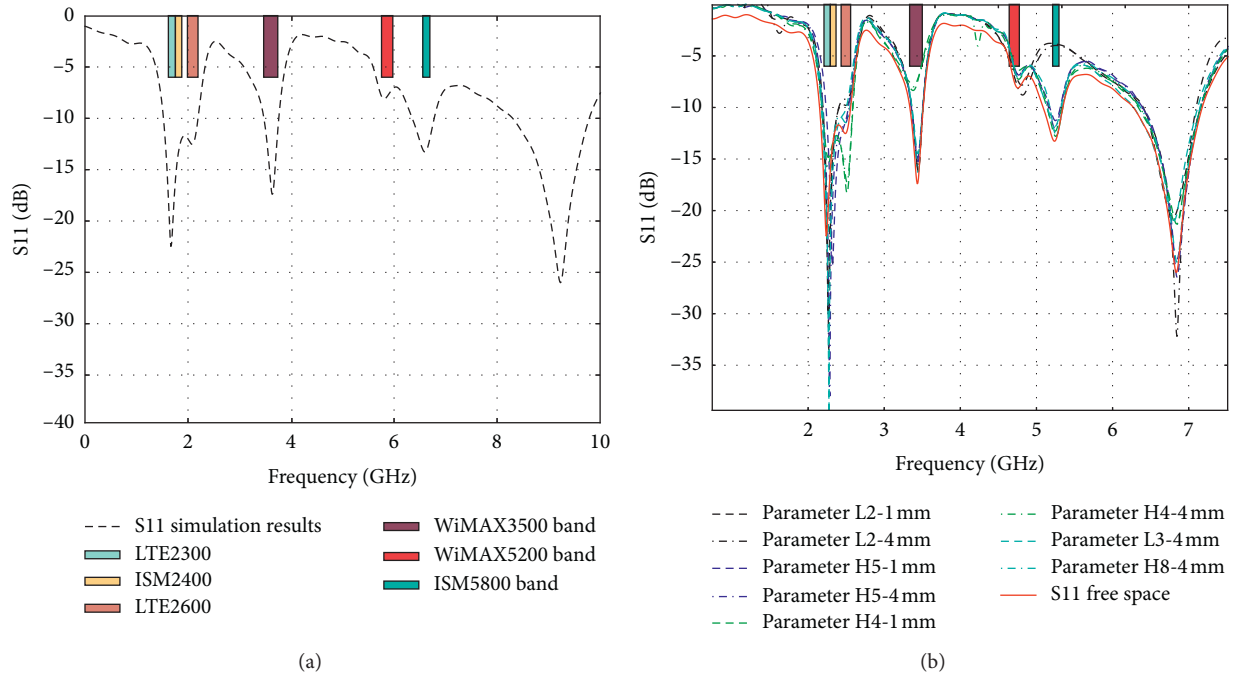 0
−5
−10
−15
−20
−25
−30
−35
−40
S11 (dB)
0 2 4 6 8 10
Frequency (GHz)
S11 simulation results
LTE2300
ISM2400
LTE2600
WiMAX3500 band
WiMAX5200 band
ISM5800 band
(a)
−5
−10
−15
−20
−25
−30
−35
S11 (dB)
2 3 4 5 6 7
Frequency (GHz)
Parameter L2-1 mm
Parameter L2-4 mm
Parameter H5-1 mm
Parameter H5-4 mm
Parameter H4-1 mm
Parameter H4-4 mm
Parameter L3-4 mm
Parameter H8-4 mm
S11 free space
(b)